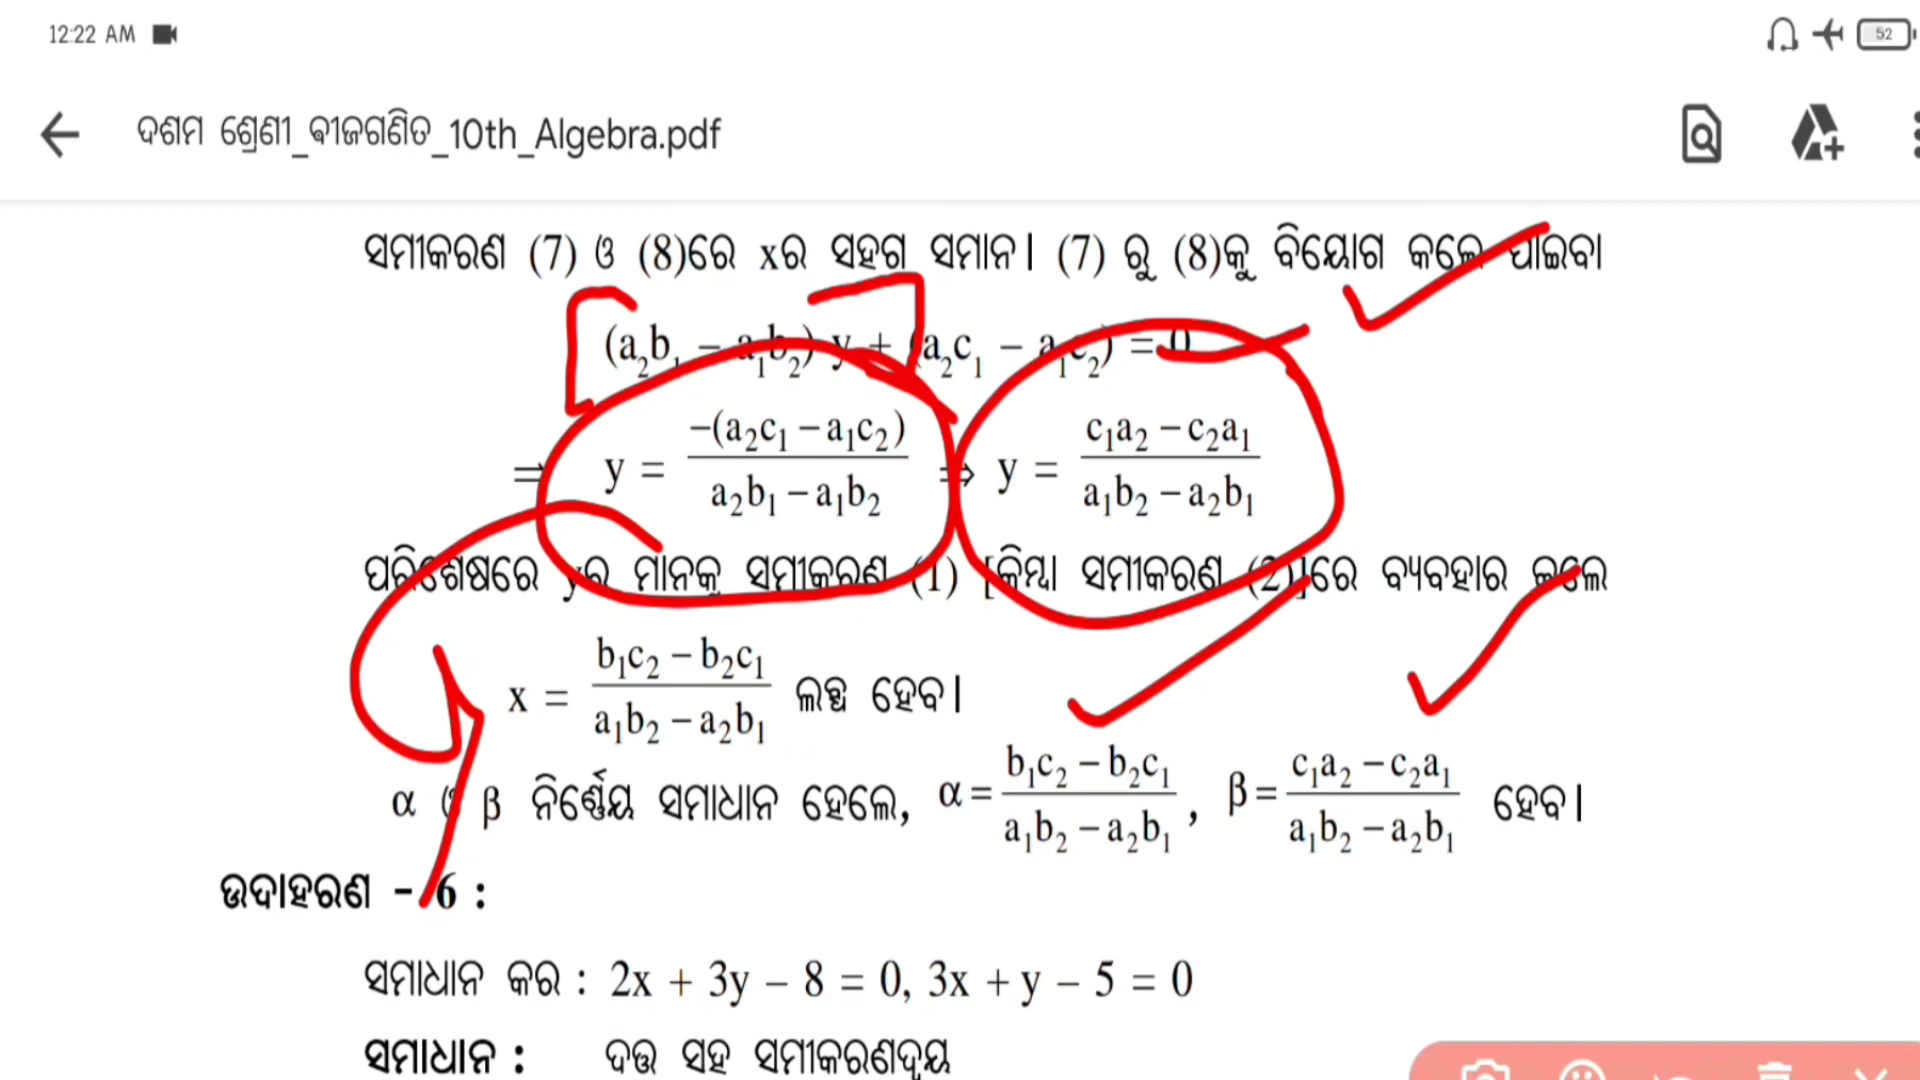 12:22 AM
52
ଦଶମ ଶ୍ରେଣୀ_ବୀଜଗଣିତ_10th_Algebra.pdf
ସମୀକରଣ (7) ଓ (8)ରେ xର ସହଗ ସମାନ। (7) ରୁ (8)କୁ ବିୟୋଗ କଲେ ପାଇବା
(a₂b₁ − a₁b₂) y + (a₂c₁ − a₁c₂) = 0
⇒ y = −(a₂c₁ − a₁c₂) / a₂b₁ − a₁b₂ ⇒ y = c₁a₂ − c₂a₁ / a₁b₂ − a₂b₁
ପରିଶେଷରେ yର ମାନକୁ ସମୀକରଣ (1) [କିମ୍ବା ସମୀକରଣ (2)]ରେ ବ୍ୟବହାର କଲେ
x = b₁c₂ − b₂c₁ / a₁b₂ − a₂b₁ ଲବ୍ଧ ହେବ।
α ଓ β ନିର୍ଣ୍ଣେୟ ସମାଧାନ ହେଲେ, α = b₁c₂ − b₂c₁ / a₁b₂ − a₂b₁ , β = c₁a₂ − c₂a₁ / a₁b₂ − a₂b₁ ହେବ।
ଉଦାହରଣ - 6 :
ସମାଧାନ କର : 2x + 3y − 8 = 0, 3x + y − 5 = 0
ସମାଧାନ : ଦତ୍ତ ସହ ସମୀକରଣଦ୍ୱୟ